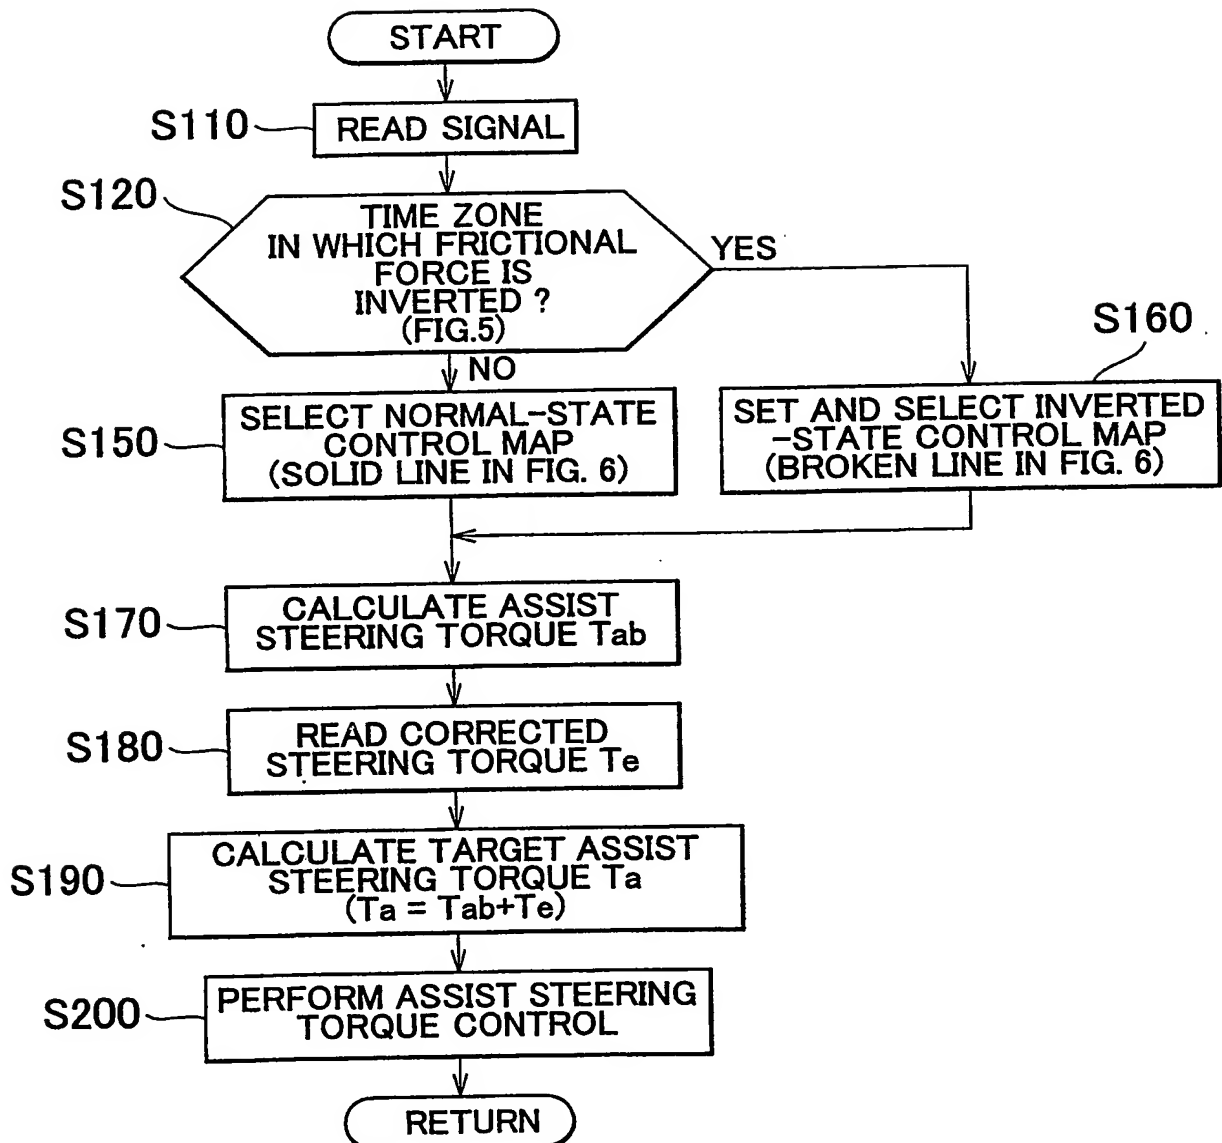 START
S110
READ SIGNAL
S120
TIME ZONE
IN WHICH FRICTIONAL
FORCE IS
INVERTED ?
(FIG.5)
YES
NO
S150
SELECT NORMAL-STATE
CONTROL MAP
(SOLID LINE IN FIG. 6)
S160
SET AND SELECT INVERTED
-STATE CONTROL MAP
(BROKEN LINE IN FIG. 6)
S170
CALCULATE ASSIST
STEERING TORQUE Tab
S180
READ CORRECTED
STEERING TORQUE Te
S190
CALCULATE TARGET ASSIST
STEERING TORQUE Ta
(Ta = Tab+Te)
S200
PERFORM ASSIST STEERING
TORQUE CONTROL
RETURN